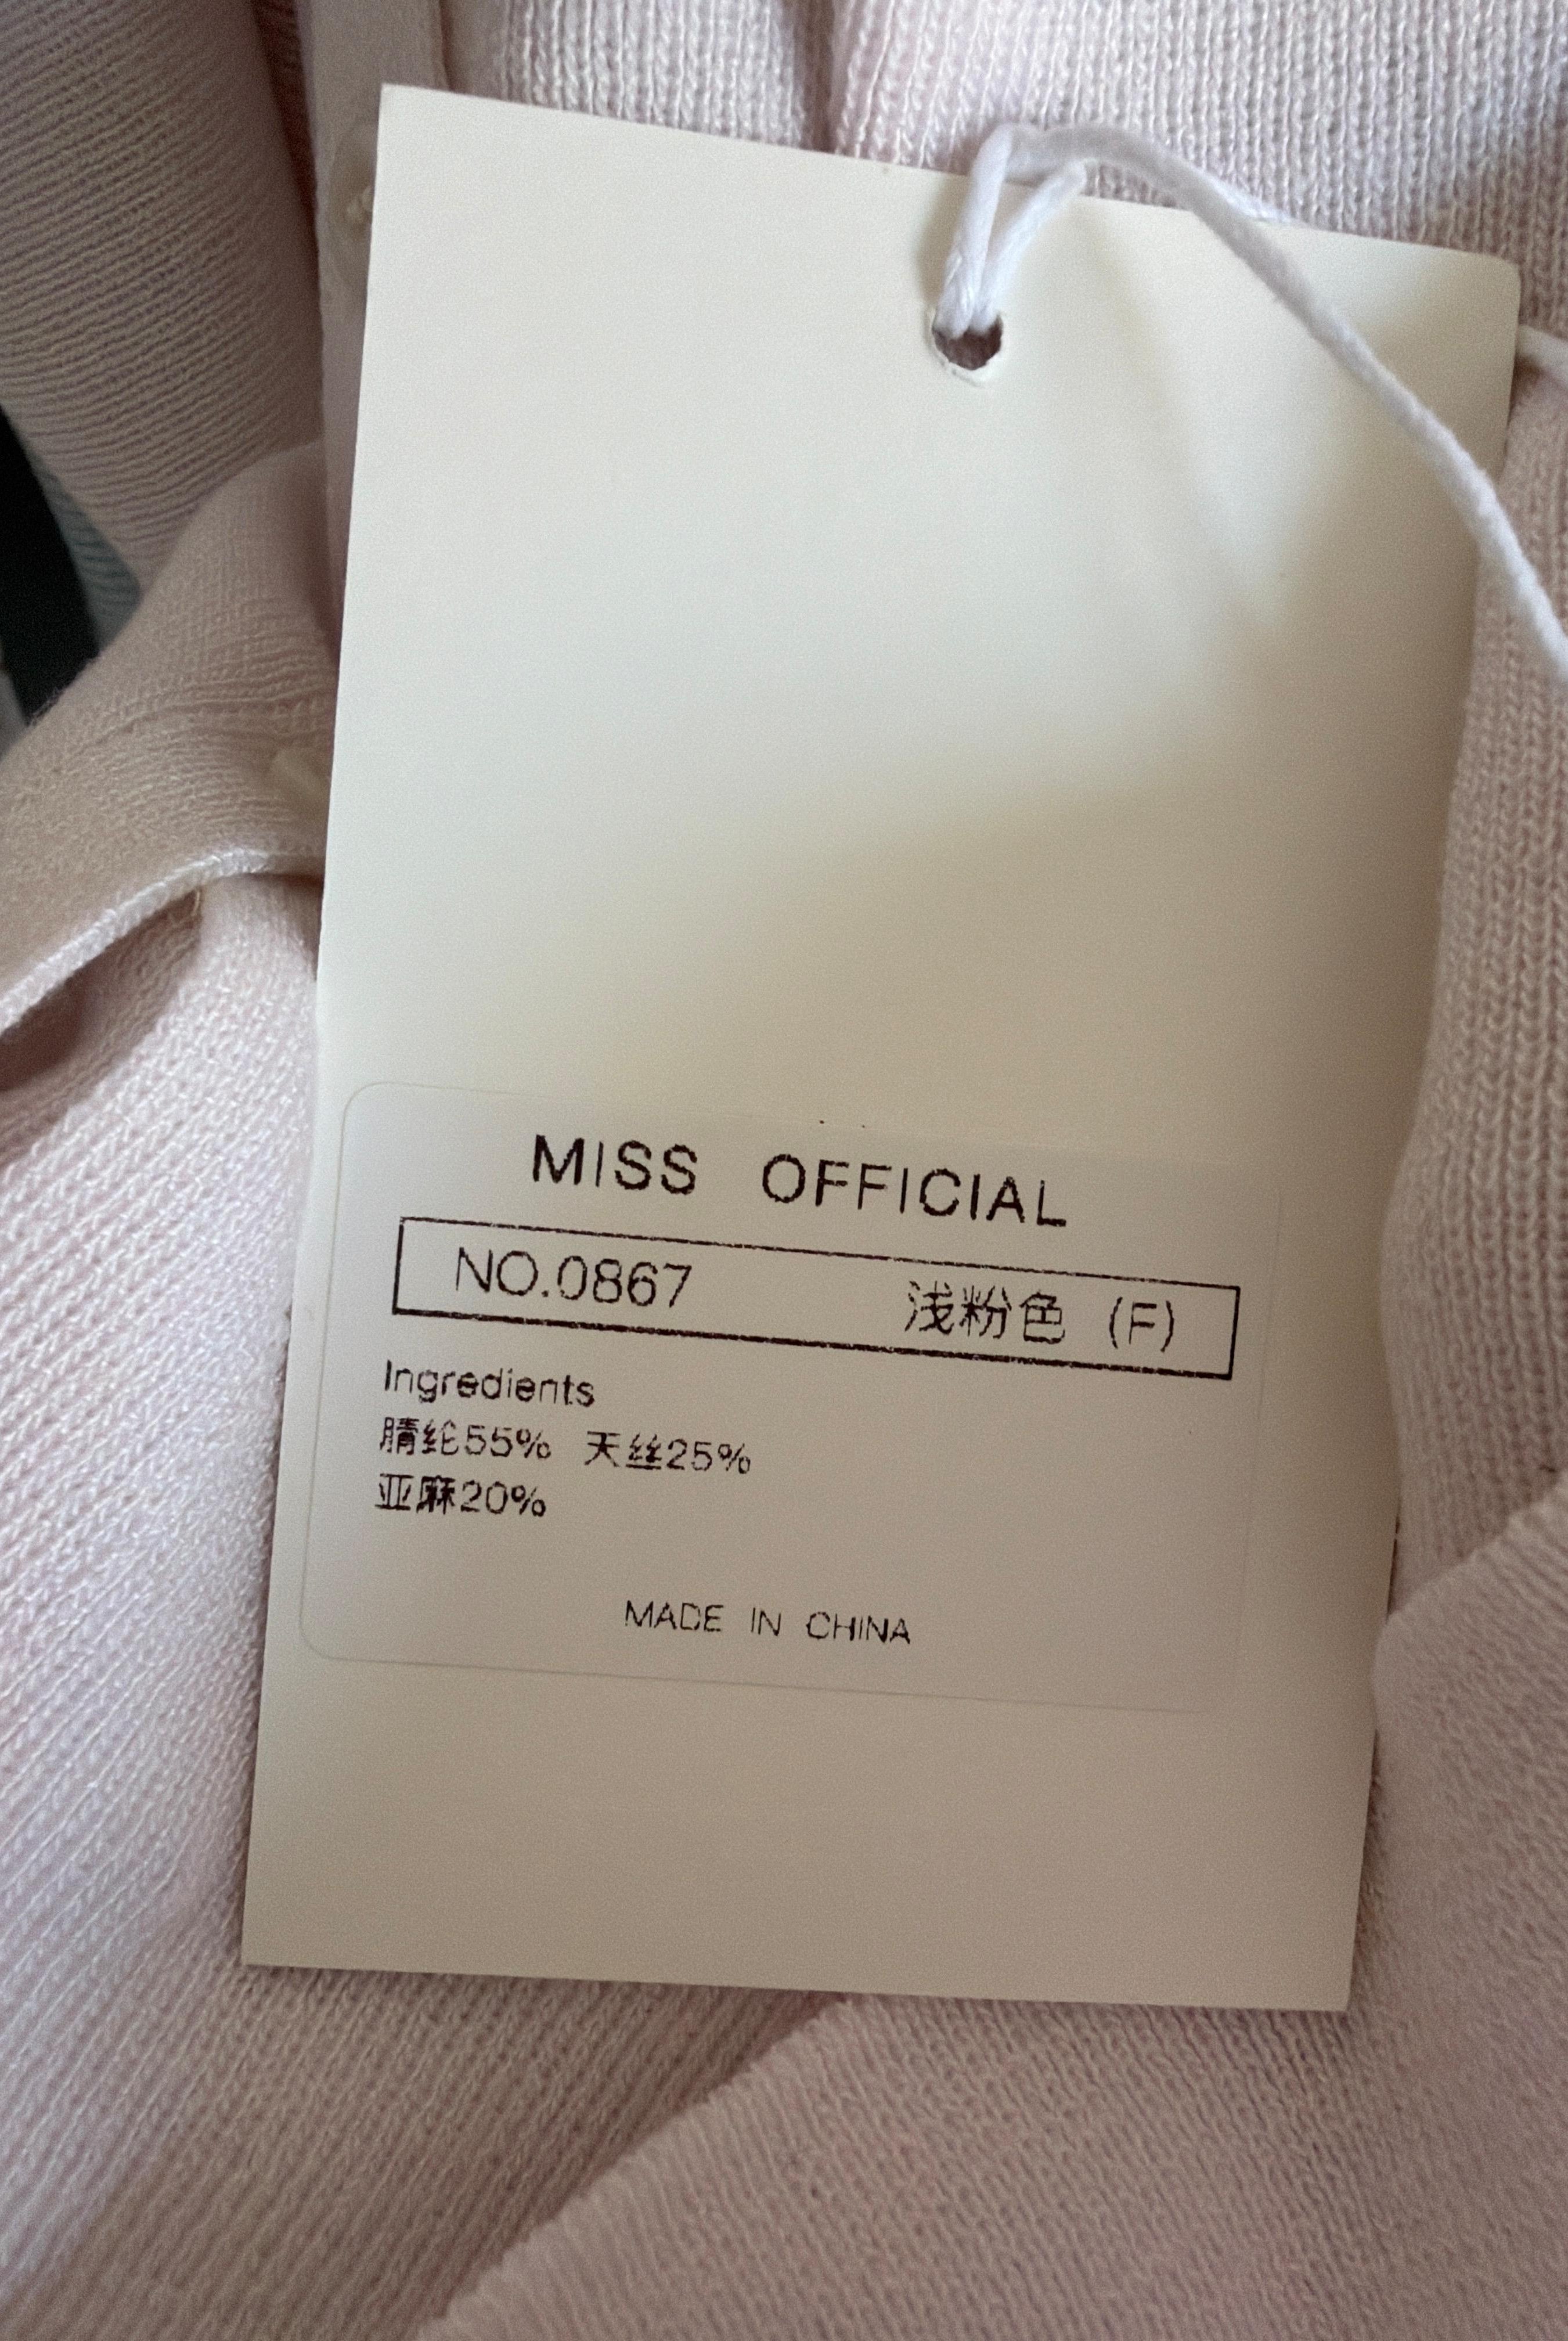 MISS OFFICIAL
NO.0867 浅粉色 (F)
Ingredients
腈纶55% 天丝25%
亚麻20%
MADE IN CHINA